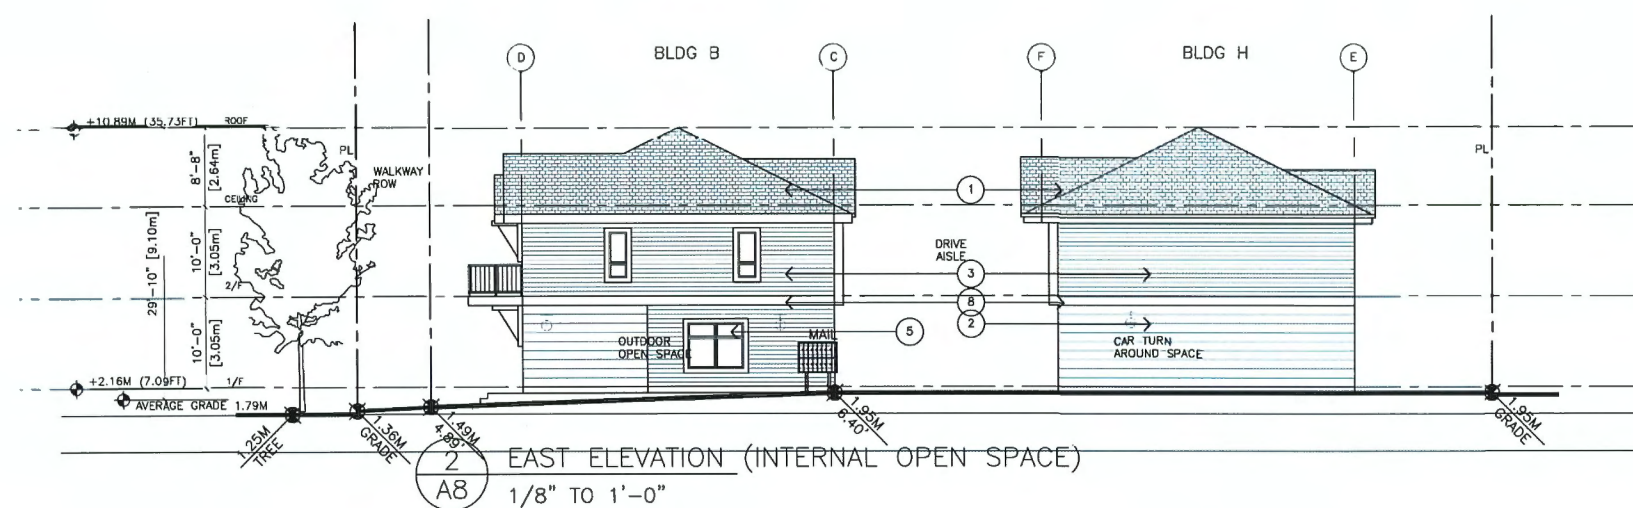 D
BLDG B
C
F
BLDG H
E
+10.89M (35.73FT)
ROOF
8'-8"
[2.64m]
PL
WALKWAY
ROW
CEILING
1
PL
29'-10" [9.10m]
10'-0"
[3.05m]
2/F
DRIVE
AISLE
3
8
2
10'-0"
[3.05m]
OUTDOOR
OPEN SPACE
5
MAIL
CAR TURN
AROUND SPACE
+2.16M (7.09FT)
1/F
AVERAGE GRADE 1.79M
1.25M
TREE
1.36M
GRADE
1.49M
4.89'
1.95M
6.40'
1.95M
GRADE
2
A8
EAST ELEVATION (INTERNAL OPEN SPACE)
1/8" TO 1'-0"